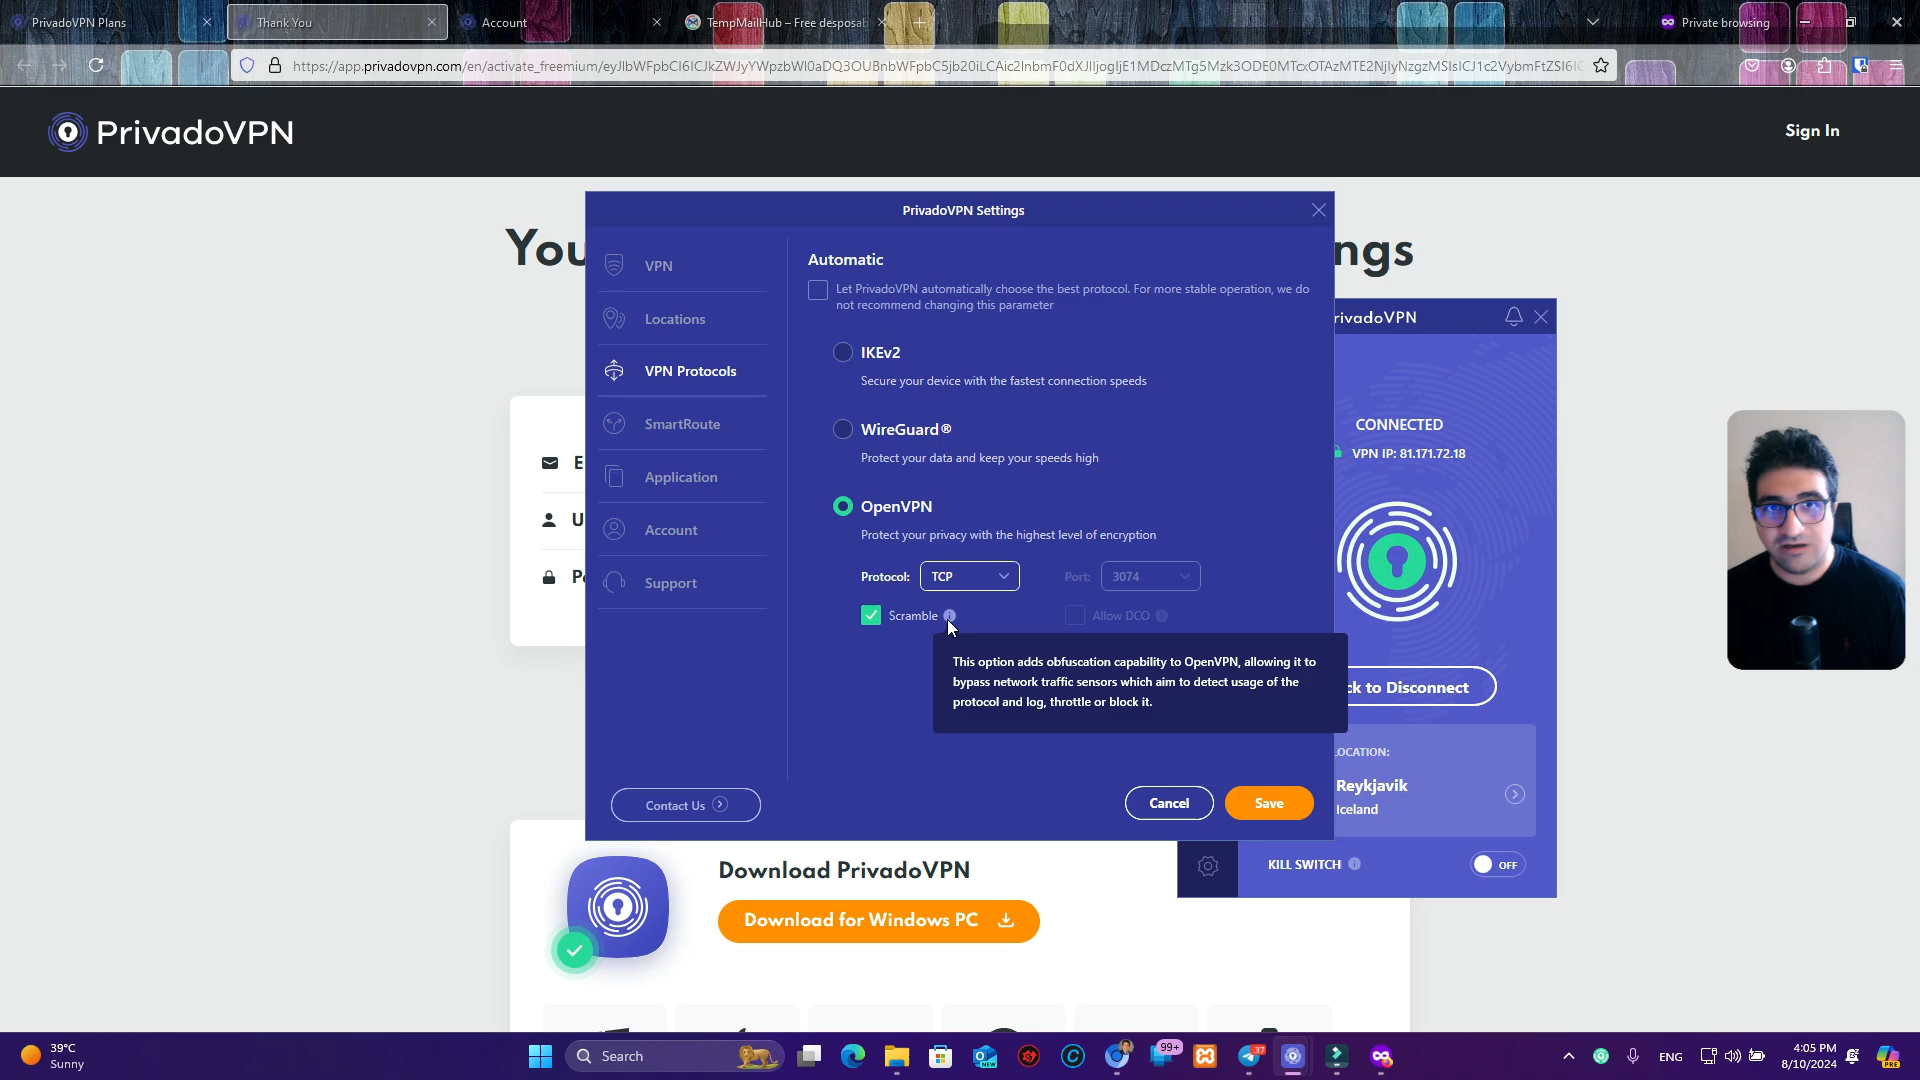 PrivadoVPN Plans
Thank You
Account
TempMailHub – Free desposab
Private browsing
PrivadoVPN
Sign In
You
ngs
PrivadoVPN Settings
VPN
Locations
VPN Protocols
SmartRoute
Application
Account
Support
Contact Us
Automatic
Let PrivadoVPN automatically choose the best protocol. For more stable operation, we do
not recommend changing this parameter
IKEv2
Secure your device with the fastest connection speeds
WireGuard®
Protect your data and keep your speeds high
OpenVPN
Protect your privacy with the highest level of encryption
Protocol: TCP
Port: 3074
Scramble
Allow DCO
This option adds obfuscation capability to OpenVPN, allowing it to
bypass network traffic sensors which aim to detect usage of the
protocol and log, throttle or block it.
Cancel
Save
rivadoVPN
CONNECTED
VPN IP: 81.171.72.18
ck to Disconnect
OCATION:
Reykjavik
Iceland
KILL SWITCH
OFF
E
U
Download PrivadoVPN
Download for Windows PC
39°C
Sunny
Search
NEW
99+
37
ENG
4:05 PM
8/10/2024
PRE